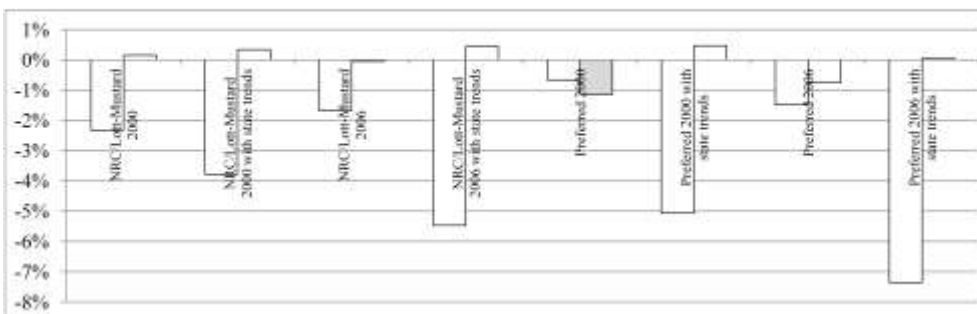 1%
0%
-1%
-2%
-3%
-4%
-5%
-6%
-7%
-8%
NRC/Lott-Mustard
2000
NRC/Lott-Mustard
2000 with state trends
NRC/Lott-Mustard
2006
NRC/Lott-Mustard
2006 with state trends
Preferred 2000
Preferred 2000 with
state trends
Preferred 2006
Preferred 2006 with
state trends